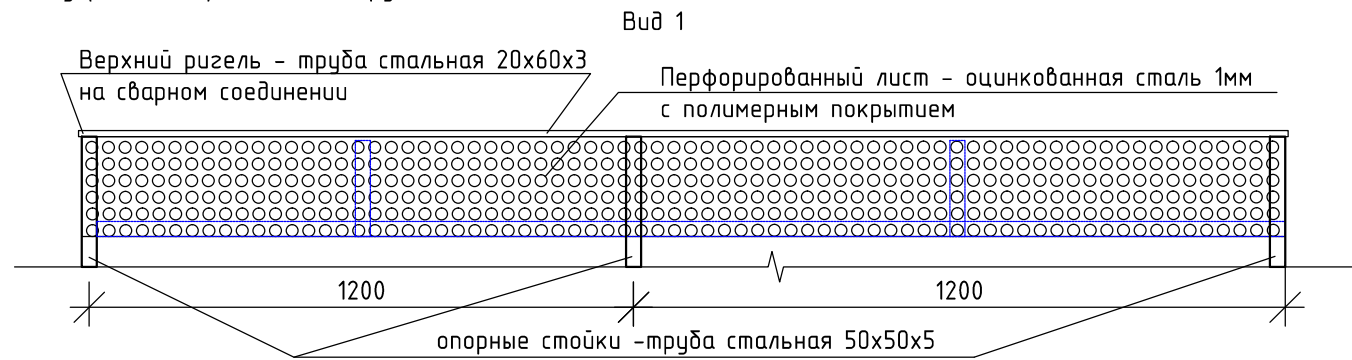 Вид 1
Верхний ригель - труба стальная 20х60х3
на сварном соединении
Перфорированный лист - оцинкованная сталь 1мм
с полимерным покрытием
1200
1200
опорные стойки -труба стальная 50х50х5